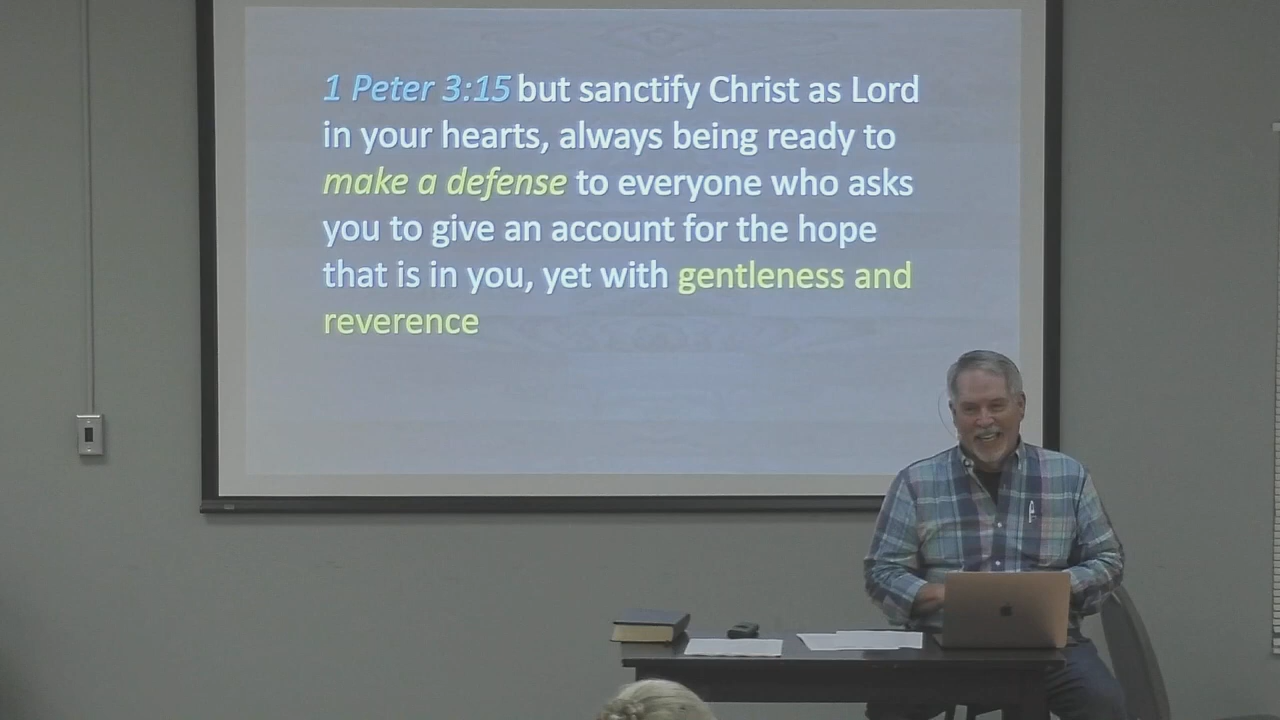 1 Peter 3:15 but sanctify Christ as Lord
in your hearts, always being ready to
make a defense to everyone who asks
you to give an account for the hope
that is in you, yet with gentleness and
reverence